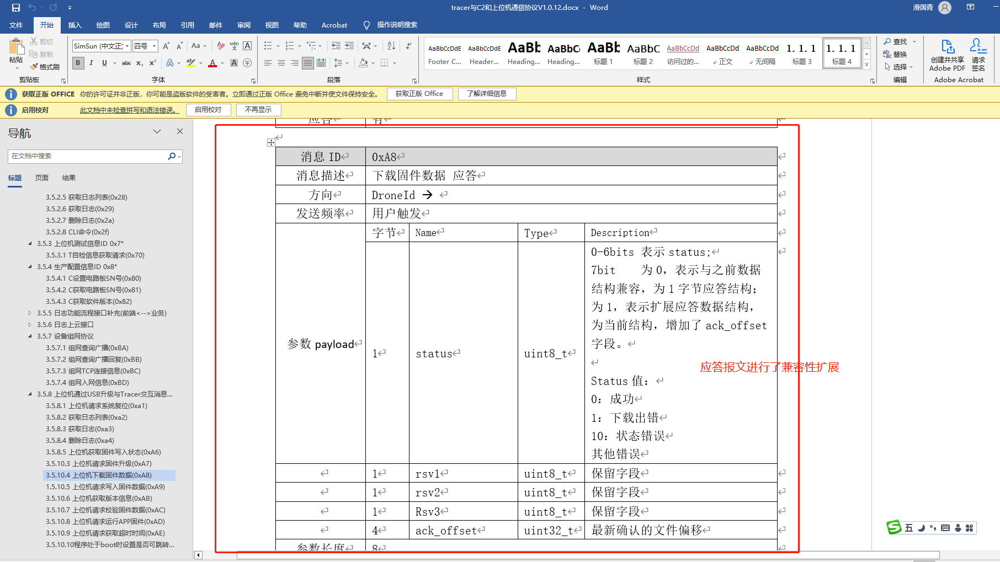 tracer与C2和上位机通信协议V1.0.12.docx - Word
滑国青
文件 开始 插入 绘图 设计 布局 引用 邮件 审阅 视图 帮助 Acrobat 操作说明搜索
粘贴
剪切
复制
格式刷
剪贴板
SimSun (中文正
四号
字体
段落
AaBbCcDdE AaBbCcDdE AaBb AaBbC AaBb AaBbC AaBbCcDd AaBbCcDd AaBbCcDd 1. 1. 1 1. 1. 1
Footer C... Header... Heading... Heading... 标题 1 标题 2 访问过的... 正文 无间隔 标题 3 标题 4
样式
查找
替换
选择
编辑
创建并共享 Adobe PDF
请求 签名
Adobe Acrobat
获取正版 OFFICE 你的许可证并非正版，你可能是盗版软件的受害者。立即通过正版 Office 避免中断并使文件保持安全。 获取正版 Office 了解详细信息
启用校对 此文档中未检查拼写和语法错误。 启用校对 不再显示
导航
在文档中搜索
标题 页面 结果
3.5.2.5 获取日志列表(0x28)
3.5.2.6 获取日志(0x29)
3.5.2.7 删除日志(0x2a)
3.5.2.8 CLI命令(0x2f)
3.5.3 上位机测试信息ID 0x7*
3.5.3.1 T自检信息获取请求(0x70)
3.5.4 生产配置信息ID 0x8*
3.5.4.1 C设置电路板SN号(0x80)
3.5.4.2 C获取电路板SN号(0x81)
3.5.4.3 C获取软件版本(0x82)
3.5.5 日志功能流程接口补充(前端<-->业务)
3.5.6 日志上云接口
3.5.7 设备组网协议
3.5.7.1 组网查询广播(0xBA)
3.5.7.2 组网查询广播回复(0xBB)
3.5.7.3 组网TCP连接信息(0xBC)
3.5.7.4 组网入网信息(0xBD)
3.5.8 上位机通过USB升级与Tracer交互消息...
3.5.8.1 上位机请求系统复位(0xa1)
3.5.8.2 获取日志列表(0xa2)
3.5.8.3 获取日志(0xa3)
3.5.8.4 删除日志(0xa4)
3.5.8.5 上位机获取固件写入状态(0xA6)
3.5.10.3 上位机请求固件升级(0xA7)
3.5.10.4 上位机下载固件数据(0xA8)
1.5.10.5 上位机请求写入固件数据(0xA9)
3.5.10.6 上位机获取版本信息(0xAB)
3.5.10.7 上位机请求校验固件数据(0xAC)
3.5.10.8 上位机请求运行APP固件(0xAD)
3.5.10.9 上位机请求获取超时时间(0xAE)
3.5.10.10程序处于boot时设置是否可跳转...
应答 有
消息 ID 0xA8
消息描述 下载固件数据 应答
方向 DroneId →
发送频率 用户触发
参数 payload
字节 Name Type Description
1 status uint8_t
0-6bits 表示 status;
7bit 为 0，表示与之前数据
结构兼容，为 1 字节应答结构；
为 1，表示扩展应答数据结构，
为当前结构，增加了 ack_offset
字段。
Status 值：
0：成功
1：下载出错
10：状态错误
其他错误
应答报文进行了兼容性扩展
1 rsv1 uint8_t 保留字段
1 rsv2 uint8_t 保留字段
1 Rsv3 uint8_t 保留字段
4 ack_offset uint32_t 最新确认的文件偏移
参数长度 8
五